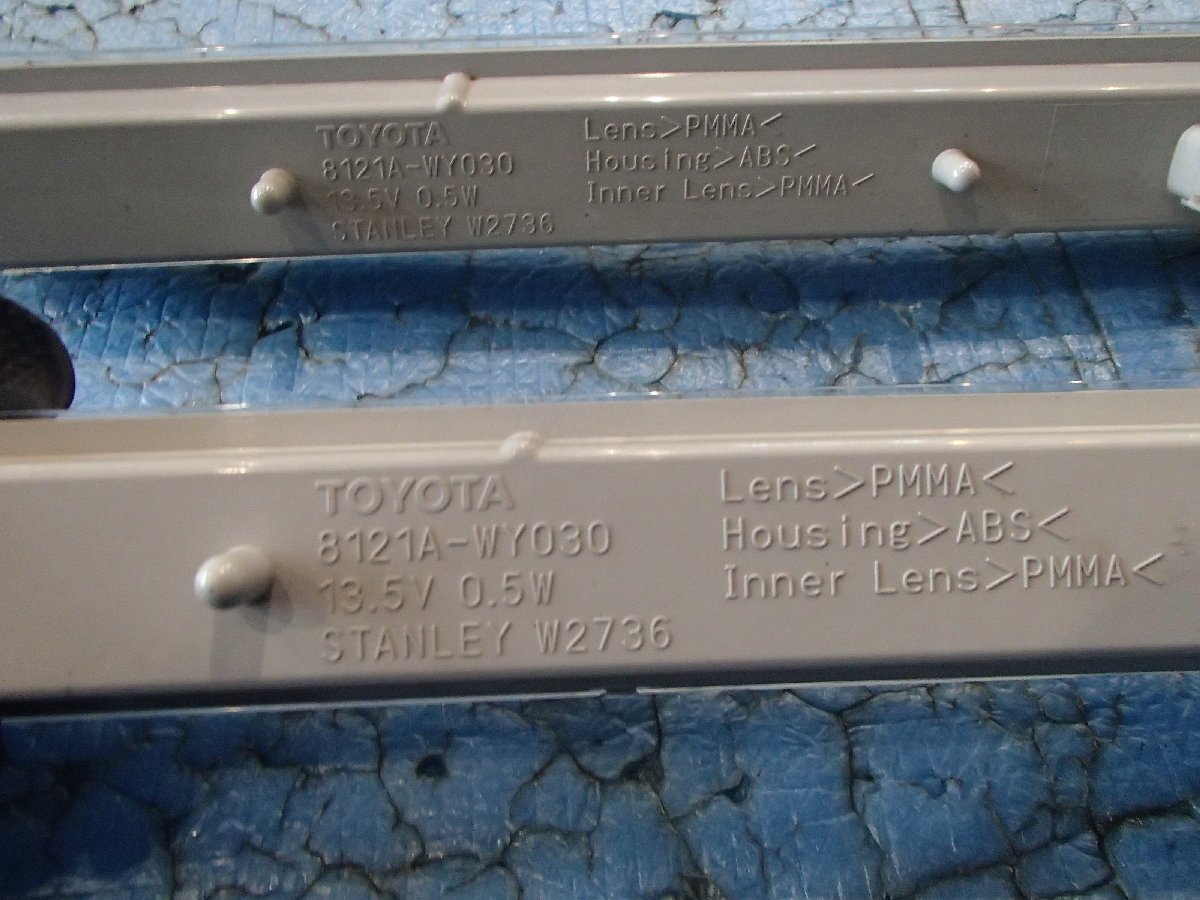 TOYOTA
8121A-WY030
13.5V 0.5W
STANLEY W2736
Lens>PMMA<
Housing>ABS<
Inner Lens>PMMA<
TOYOTA
8121A-WY030
13.5V 0.5W
STANLEY W2736
Lens>PMMA<
Housing>ABS<
Inner Lens>PMMA<